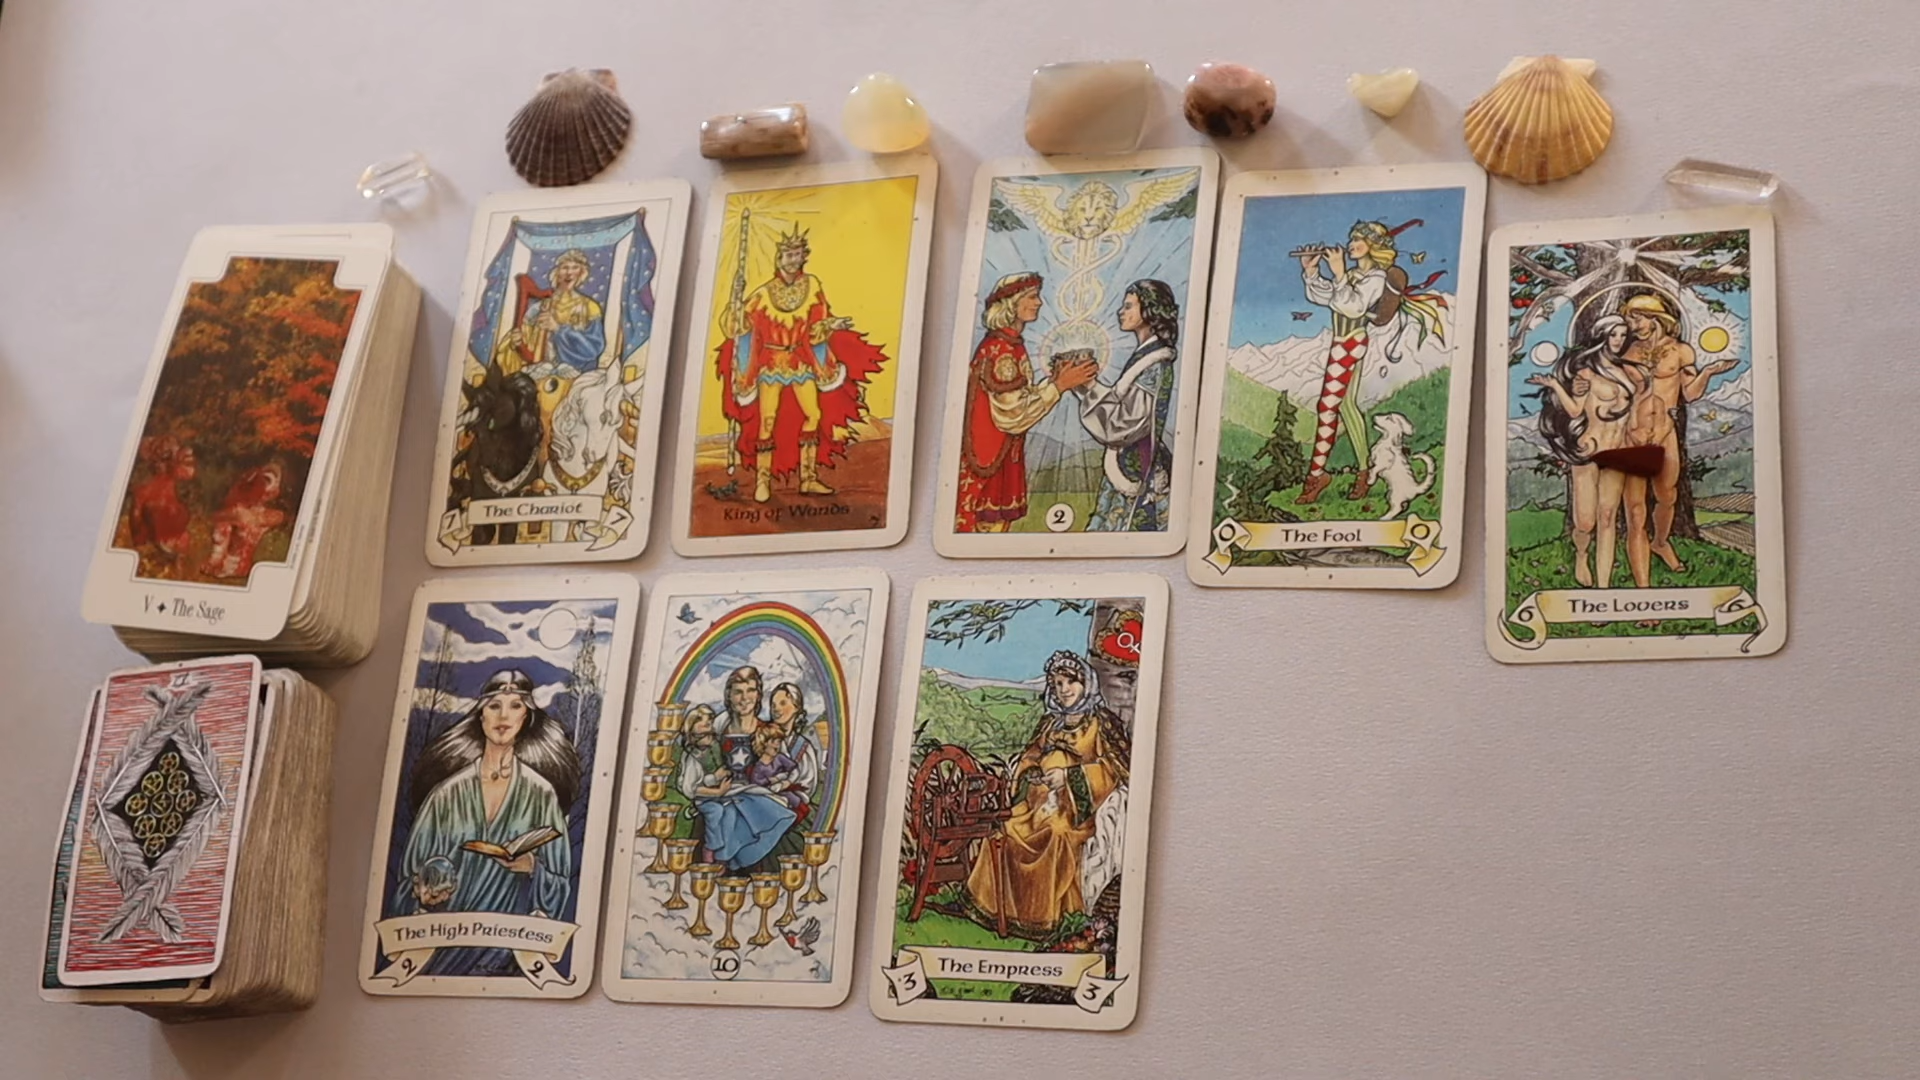 V ◆ The Sage
7 The Chariot 7
King of Wands
2
0 The Fool 0
6 The Lovers 6
2 The High Priestess 2
10
3 The Empress 3